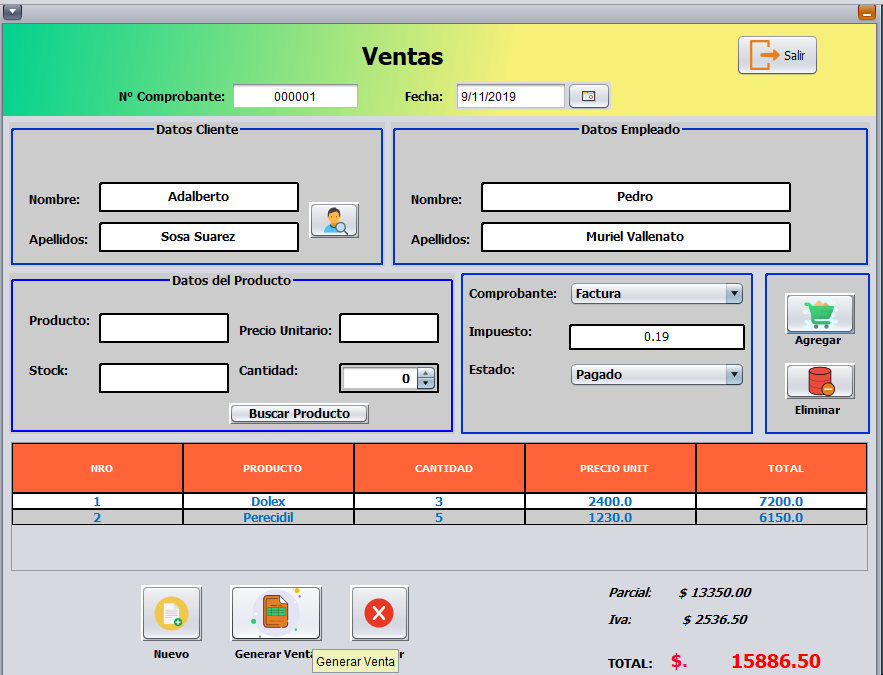 Ventas
Salir
Nº Comprobante: 000001 Fecha: 9/11/2019
Datos Cliente
Nombre: Adalberto
Apellidos: Sosa Suarez
Datos Empleado
Nombre: Pedro
Apellidos: Muriel Vallenato
Datos del Producto
Producto: Precio Unitario:
Stock: Cantidad: 0
Buscar Producto
Comprobante: Factura
Impuesto: 0.19
Estado: Pagado
Agregar
Eliminar
NRO PRODUCTO CANTIDAD PRECIO UNIT TOTAL
1 Dolex 3 2400.0 7200.0
2 Perecidil 5 1230.0 6150.0
Nuevo
Generar Venta
Generar Venta
Parcial: $ 13350.00
Iva: $ 2536.50
TOTAL: $. 15886.50